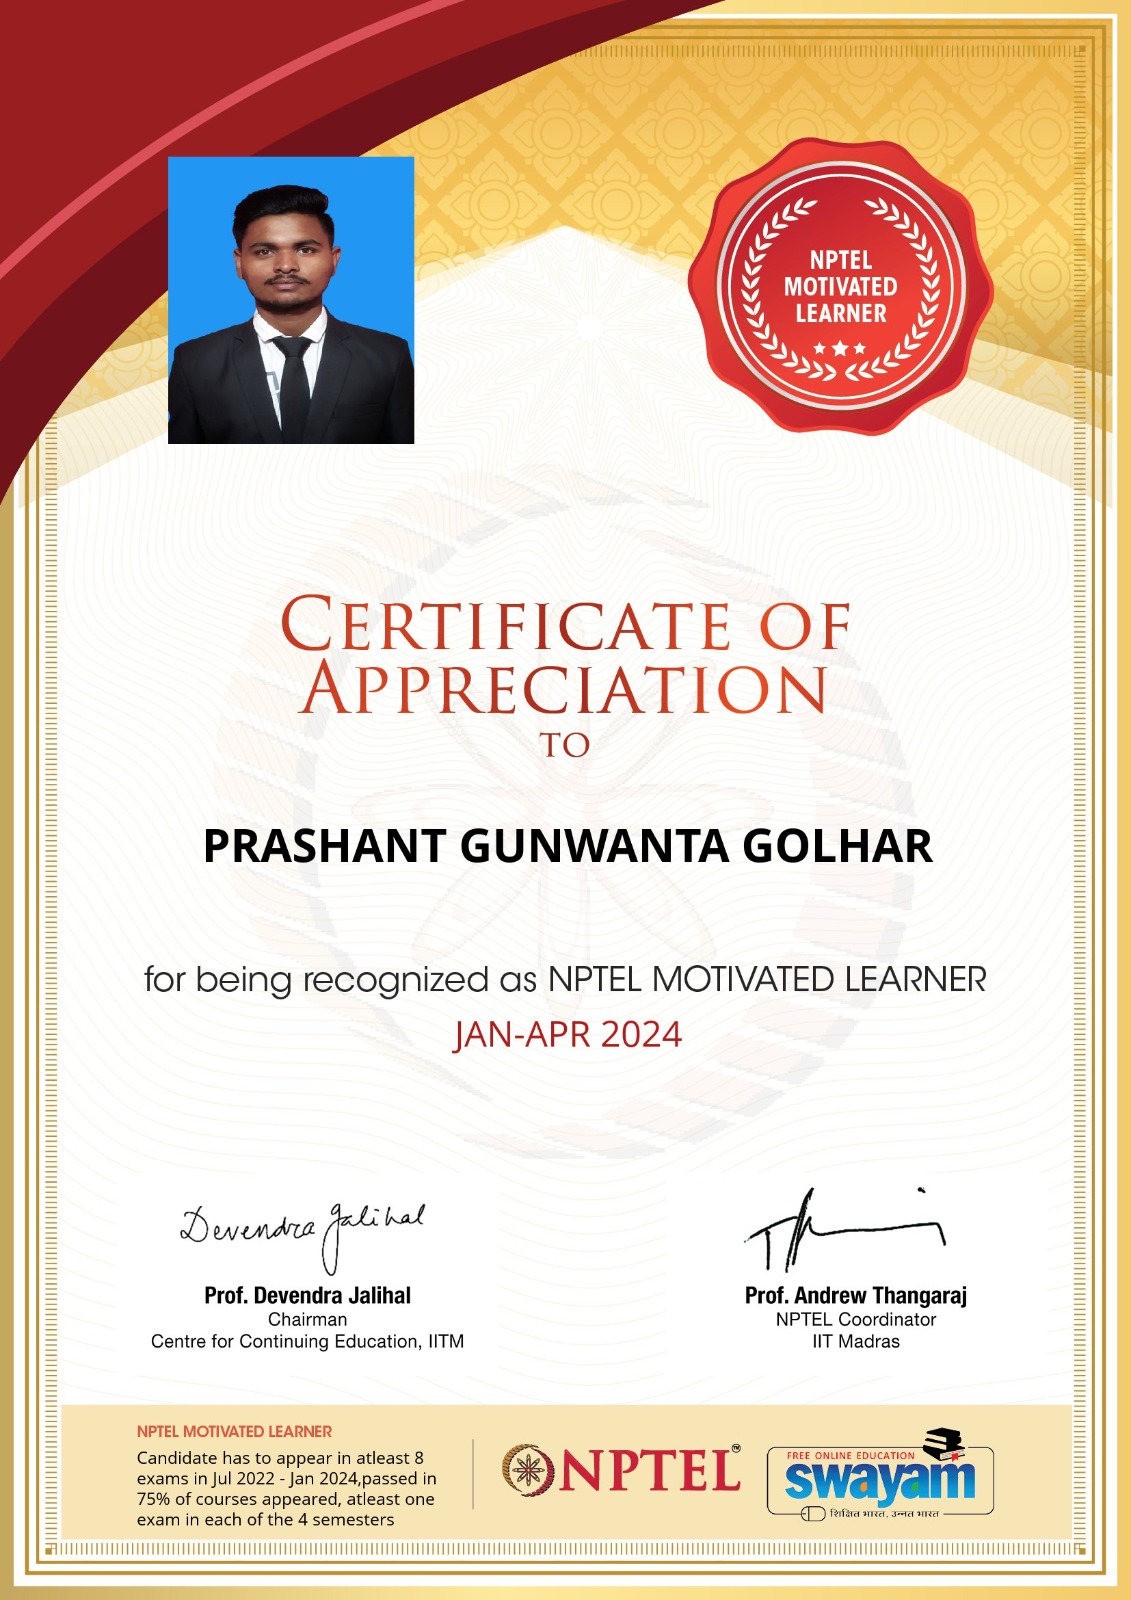 NPTEL
MOTIVATED
LEARNER
CERTIFICATE OF
APPRECIATION
TO
PRASHANT GUNWANTA GOLHAR
for being recognized as NPTEL MOTIVATED LEARNER
JAN-APR 2024
Devendra Jalihal
Prof. Devendra Jalihal
Chairman
Centre for Continuing Education, IITM
Prof. Andrew Thangaraj
NPTEL Coordinator
IIT Madras
NPTEL MOTIVATED LEARNER
Candidate has to appear in atleast 8
exams in Jul 2022 - Jan 2024,passed in
75% of courses appeared, atleast one
exam in each of the 4 semesters
NPTEL™
FREE ONLINE EDUCATION
swayam
शिक्षित भारत, उन्नत भारत